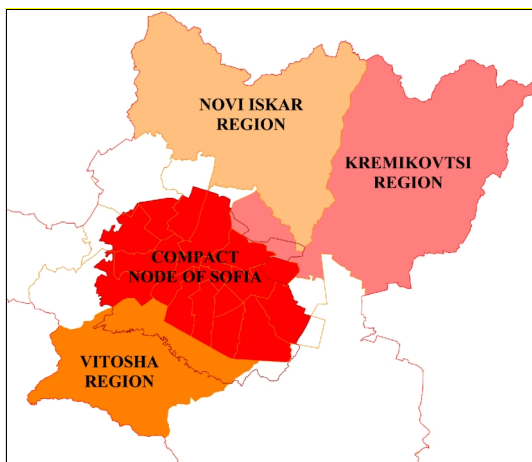 NOVI ISKAR
REGION
KREMIKOVTSI
REGION
COMPACT
NODE OF SOFIA
VITOSHA
REGION